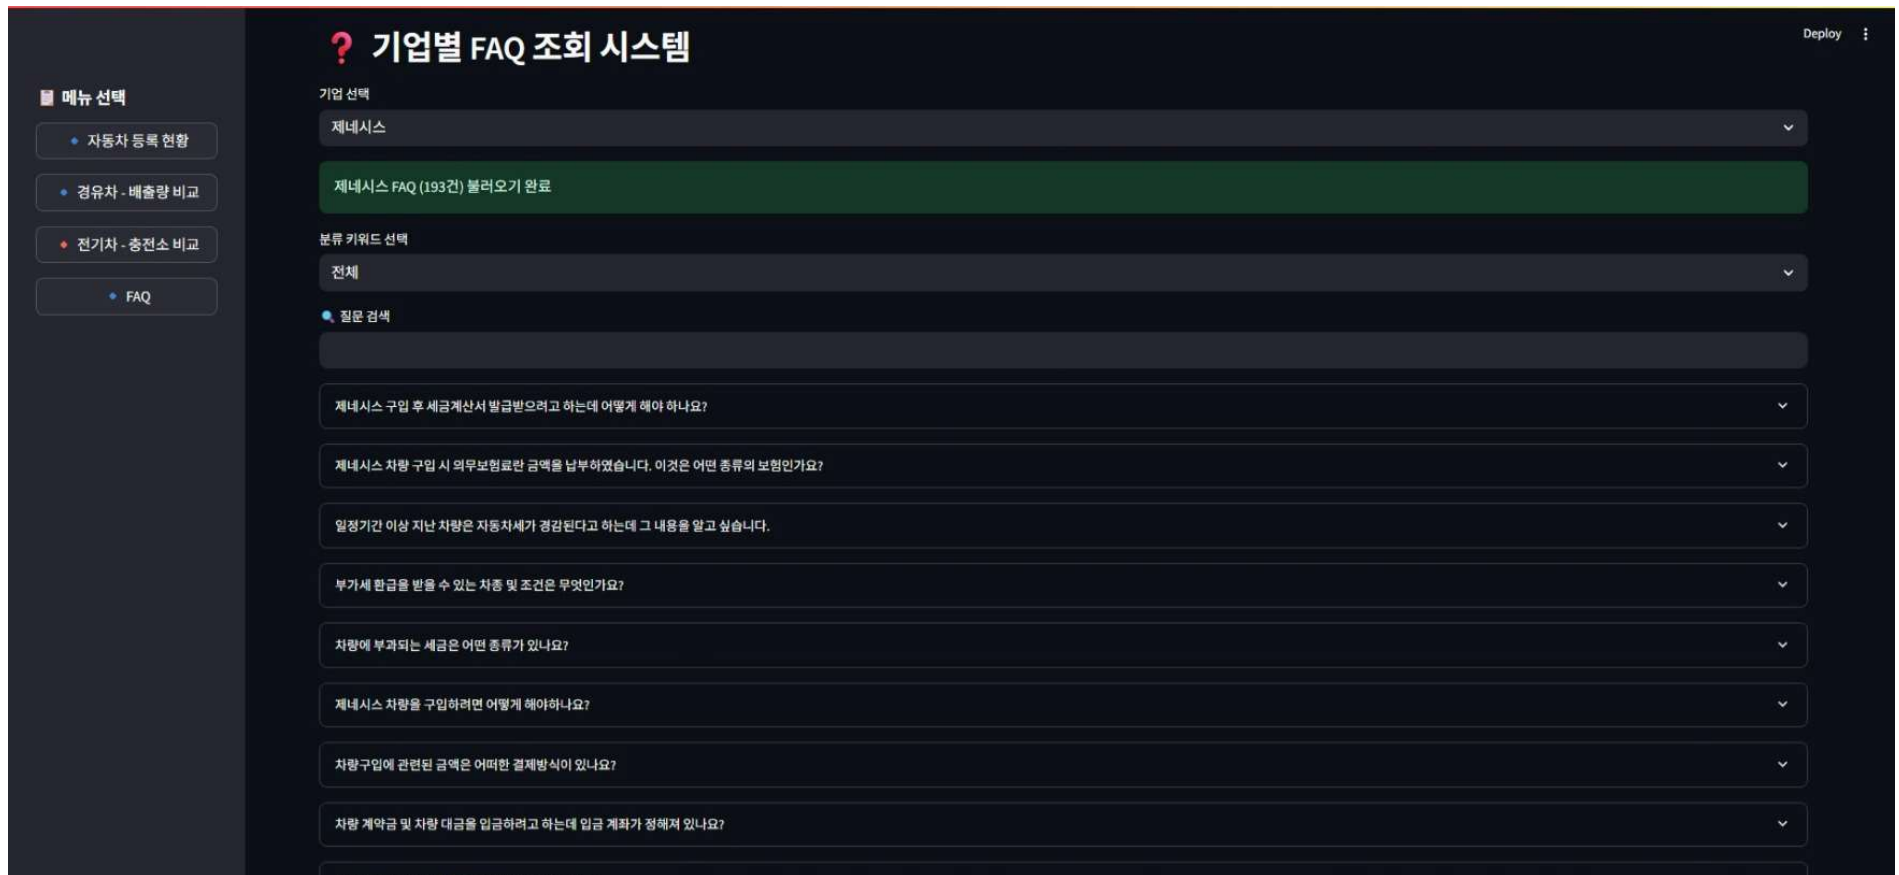 기업별 FAQ 조회 시스템
Deploy
메뉴 선택
자동차 등록 현황
경유차 - 배출량 비교
전기차 - 충전소 비교
FAQ
기업 선택
제네시스
제네시스 FAQ (193건) 불러오기 완료
분류 키워드 선택
전체
질문 검색
제네시스 구입 후 세금계산서 발급받으려고 하는데 어떻게 해야 하나요?
제네시스 차량 구입 시 의무보험료란 금액을 납부하였습니다. 이것은 어떤 종류의 보험인가요?
일정기간 이상 지난 차량은 자동차세가 경감된다고 하는데 그 내용을 알고 싶습니다.
부가세 환급을 받을 수 있는 차종 및 조건은 무엇인가요?
차량에 부과되는 세금은 어떤 종류가 있나요?
제네시스 차량을 구입하려면 어떻게 해야하나요?
차량구입에 관련된 금액은 어떠한 결제방식이 있나요?
차량 계약금 및 차량 대금을 입금하려고 하는데 입금 계좌가 정해져 있나요?